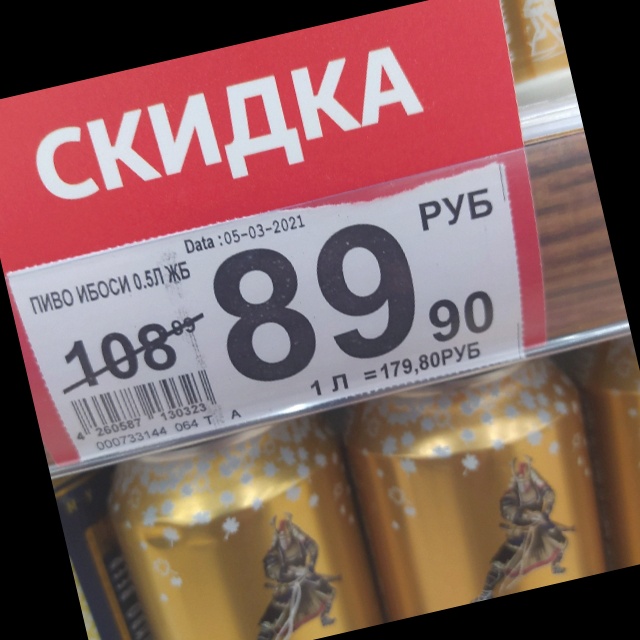 СКИДКА
Data :05-03-2021
РУБ
ПИВО ИБОСИ 0.5Л ЖБ
108 99
89 90
1 Л =179,80РУБ
4 260587 130323
000733144 064 T A